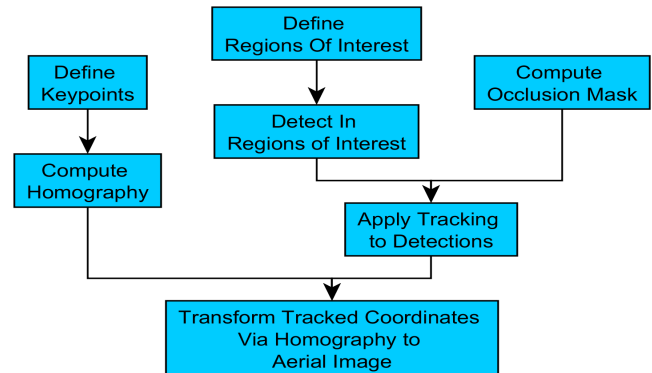 Define
Regions Of Interest
Define
Keypoints
Compute
Occlusion Mask
Detect In
Regions of Interest
Compute
Homography
Apply Tracking
to Detections
Transform Tracked Coordinates
Via Homography to
Aerial Image